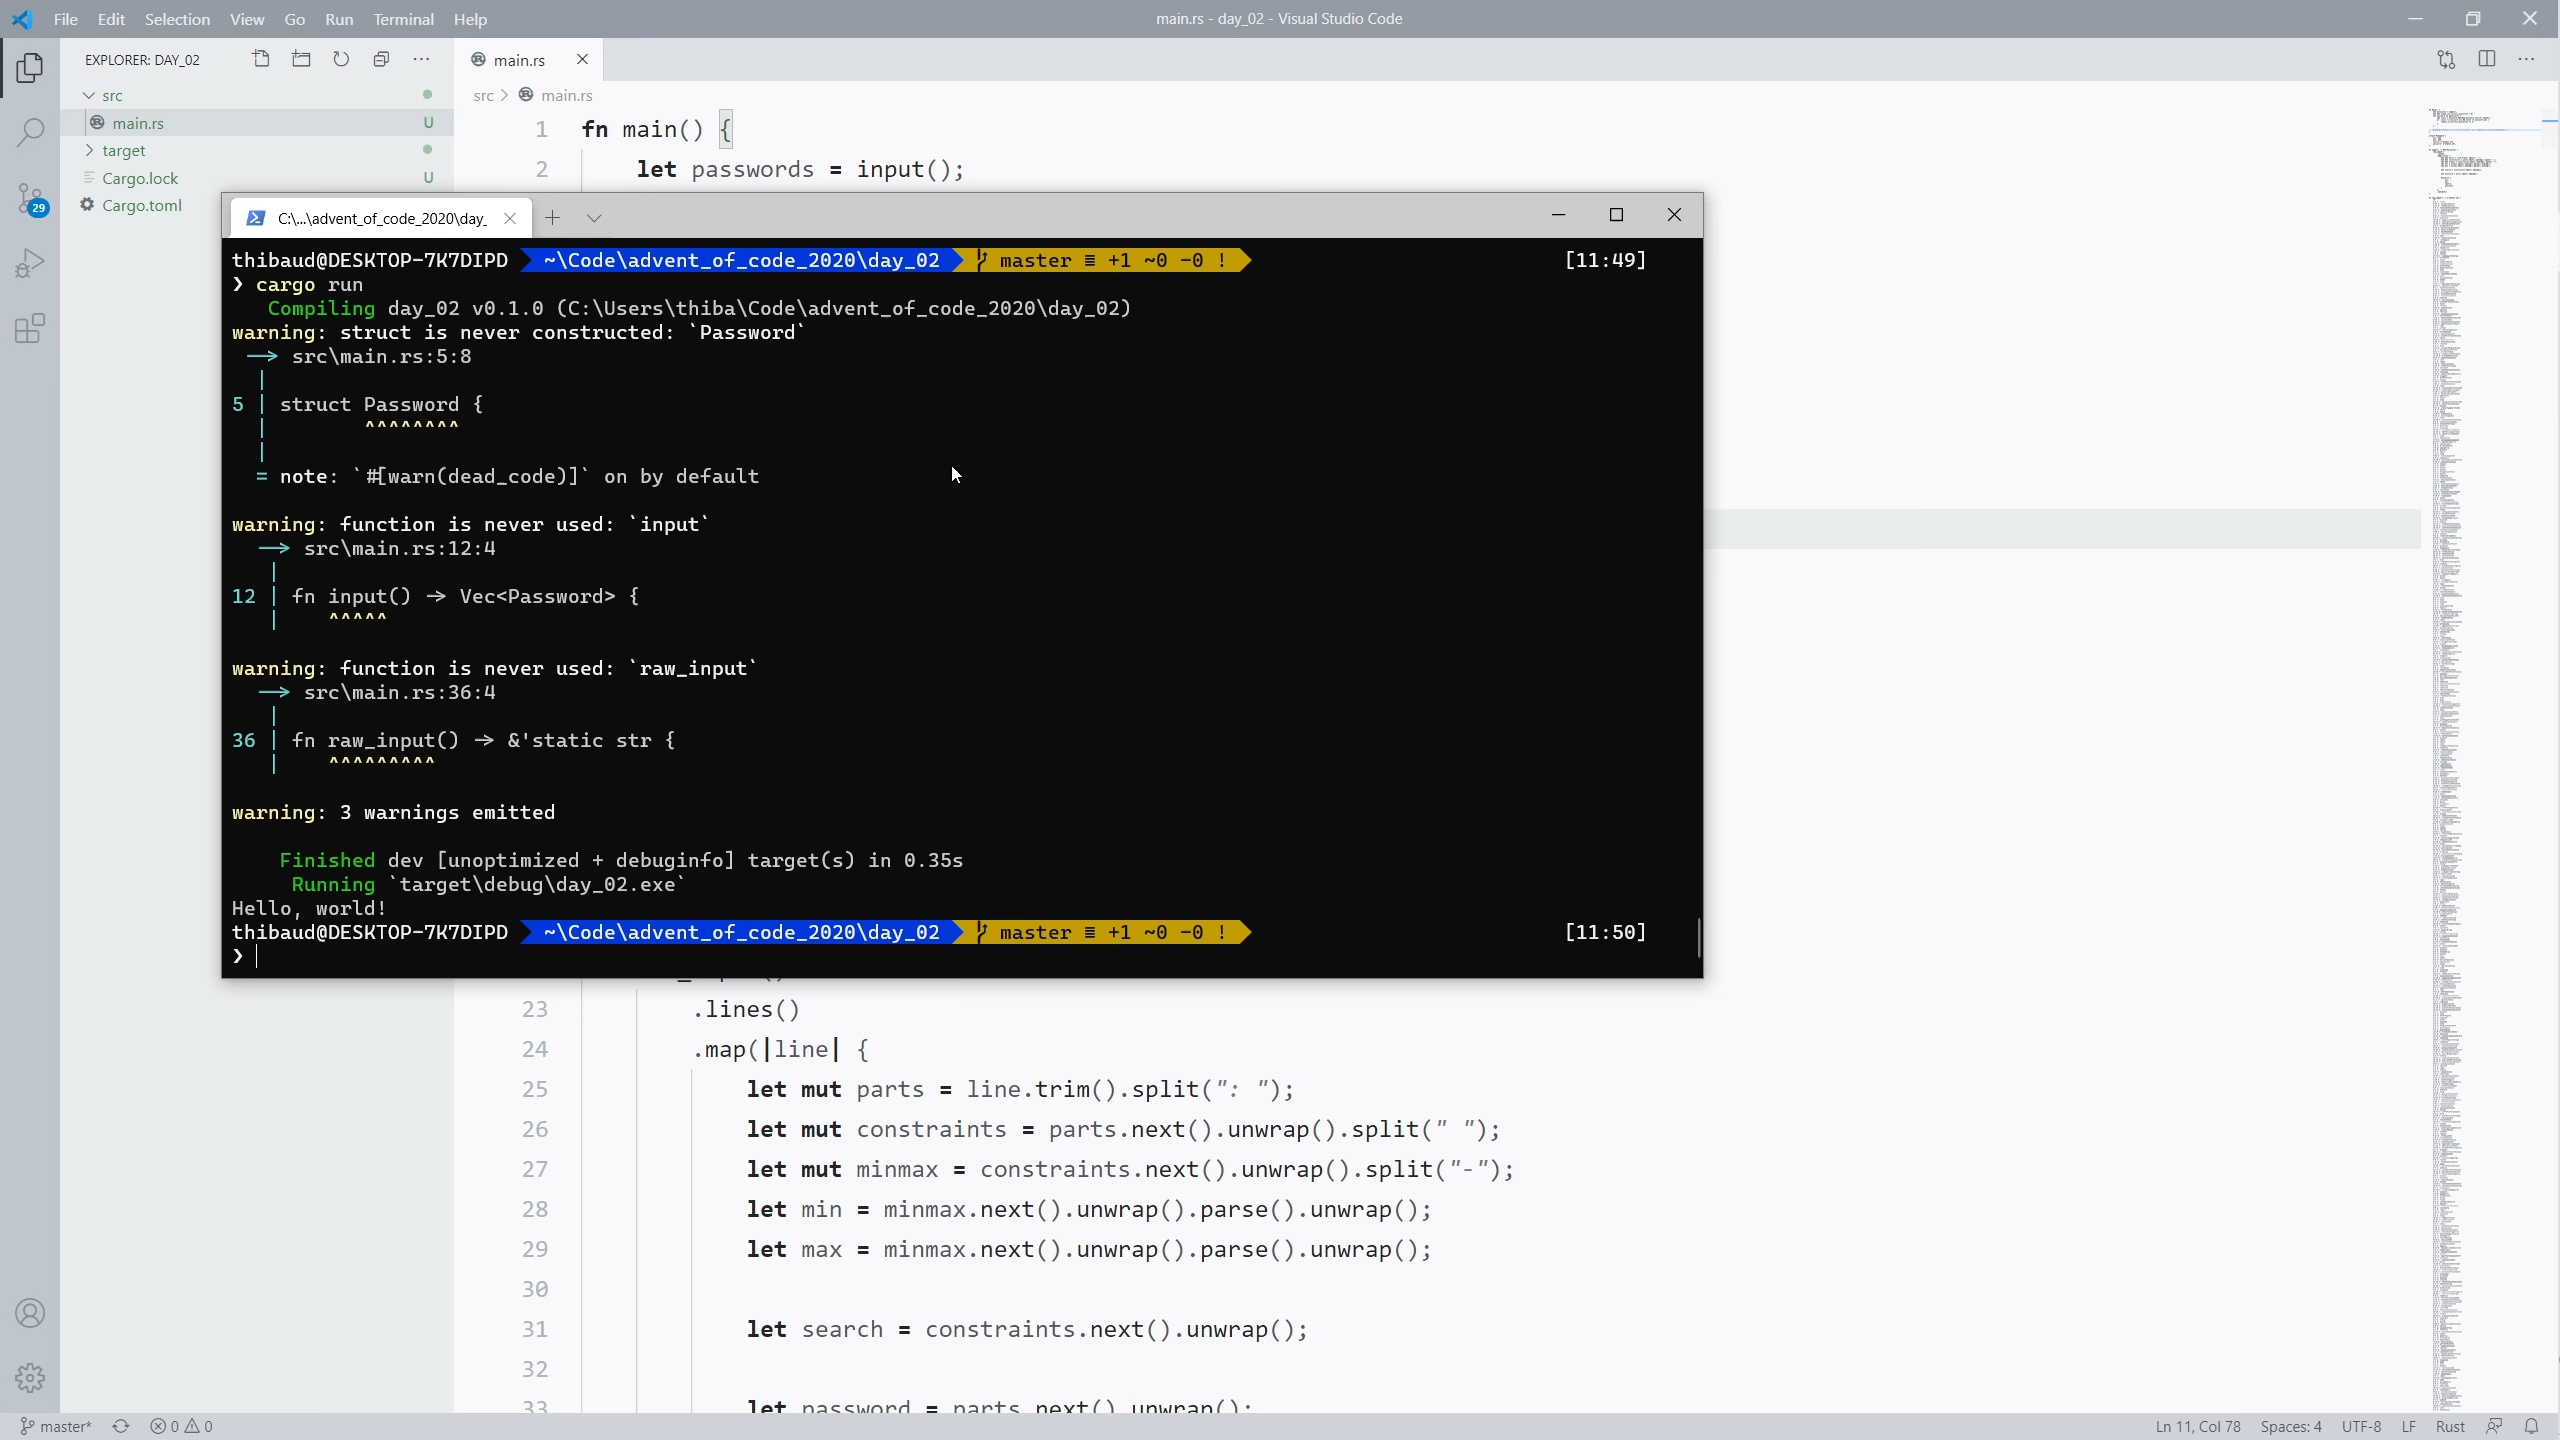 File Edit Selection View Go Run Terminal Help
main.rs - day_02 - Visual Studio Code
EXPLORER: DAY_02
src
main.rs U
target
Cargo.lock U
Cargo.toml
29
main.rs
src > main.rs
1 fn main() {
2 let passwords = input();
C:\...\advent_of_code_2020\day_
thibaud@DESKTOP-7K7DIPD ~\Code\advent_of_code_2020\day_02 master ≡ +1 ~0 -0 ! [11:49]
❯ cargo run
Compiling day_02 v0.1.0 (C:\Users\thiba\Code\advent_of_code_2020\day_02)
warning: struct is never constructed: `Password`
--> src\main.rs:5:8
|
5 | struct Password {
| ^^^^^^^^
|
= note: `#[warn(dead_code)]` on by default
warning: function is never used: `input`
--> src\main.rs:12:4
|
12 | fn input() -> Vec<Password> {
| ^^^^^
warning: function is never used: `raw_input`
--> src\main.rs:36:4
|
36 | fn raw_input() -> &'static str {
| ^^^^^^^^^
warning: 3 warnings emitted
Finished dev [unoptimized + debuginfo] target(s) in 0.35s
Running `target\debug\day_02.exe`
Hello, world!
thibaud@DESKTOP-7K7DIPD ~\Code\advent_of_code_2020\day_02 master ≡ +1 ~0 -0 ! [11:50]
❯
23 .lines()
24 .map(|line| {
25 let mut parts = line.trim().split(": ");
26 let mut constraints = parts.next().unwrap().split(" ");
27 let mut minmax = constraints.next().unwrap().split("-");
28 let min = minmax.next().unwrap().parse().unwrap();
29 let max = minmax.next().unwrap().parse().unwrap();
30
31 let search = constraints.next().unwrap();
32
33 let password = parts.next().unwrap();
master* 0 0
Ln 11, Col 78 Spaces: 4 UTF-8 LF Rust